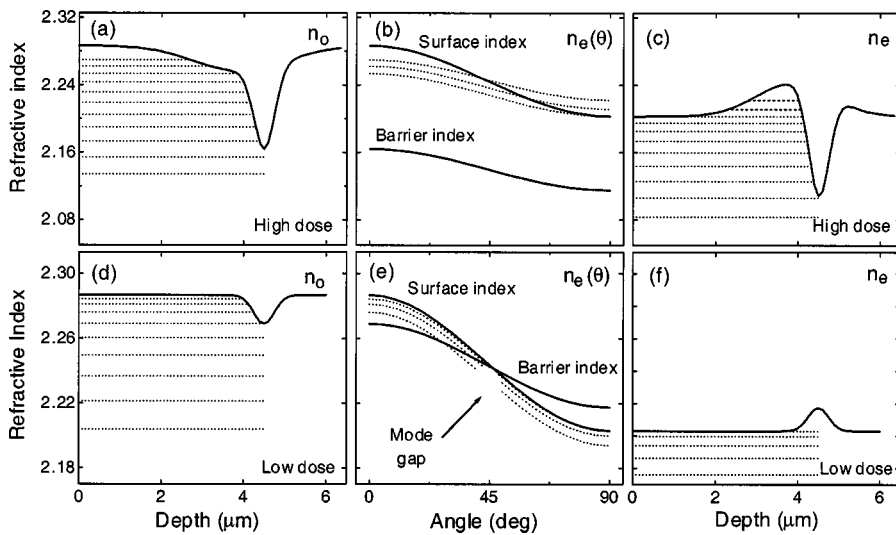 (a) n_o
(b) n_e(θ)
(c) n_e
Refractive index
2.32
2.24
2.16
2.08
Surface index
Barrier index
High dose
High dose
(d) n_o
(e) n_e(θ)
(f) n_e
Refractive Index
2.30
2.26
2.22
2.18
Surface index
Barrier index
Mode
gap
Low dose
Low dose
0 2 4 6
0 45 90
0 2 4 6
Depth (μm)
Angle (deg)
Depth (μm)